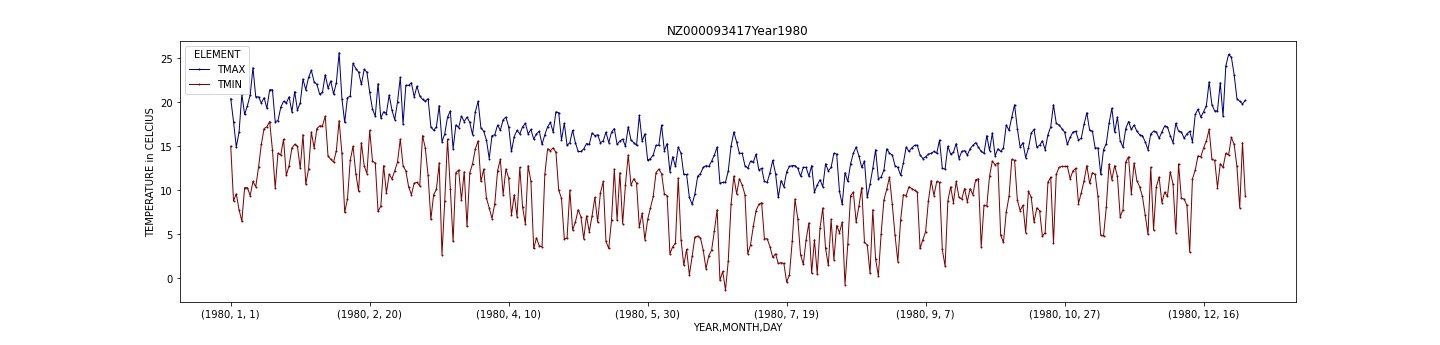 NZ000093417Year1980
ELEMENT
TMAX
TMIN
TEMPERATURE in CELCIUS
25
20
15
10
5
0
(1980, 1, 1) (1980, 2, 20) (1980, 4, 10) (1980, 5, 30) (1980, 7, 19) (1980, 9, 7) (1980, 10, 27) (1980, 12, 16)
YEAR,MONTH,DAY